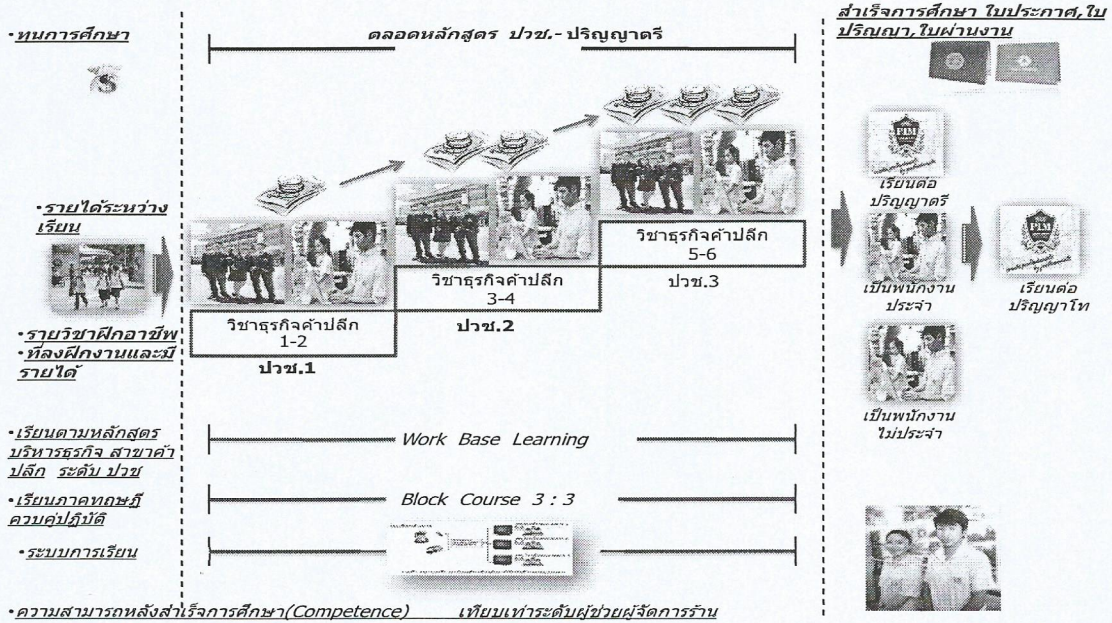 •ทุนการศึกษา
ตลอดหลักสูตร ปวช.- ปริญญาตรี
สำเร็จการศึกษา ใบประกาศ,ใบ
ปริญญา,ใบผ่านงาน
•รายได้ระหว่าง
เรียน
•รายวิชาฝึกอาชีพ
•ที่ลงฝึกงานและมี
รายได้
วิชาธุรกิจค้าปลีก
1-2
ปวช.1
วิชาธุรกิจค้าปลีก
3-4
ปวช.2
วิชาธุรกิจค้าปลีก
5-6
ปวช.3
PIM
เรียนต่อ
ปริญญาตรี
เป็นพนักงาน
ประจำ
PIM
เรียนต่อ
ปริญญาโท
เป็นพนักงาน
ไม่ประจำ
•เรียนตามหลักสูตร
บริหารธุรกิจ สาขาค้า
ปลีก ระดับ ปวช
Work Base Learning
•เรียนภาคทฤษฎี
ควบคู่ปฏิบัติ
Block Course 3 : 3
•ระบบการเรียน
•ความสามารถหลังสำเร็จการศึกษา(Competence) เทียบเท่าระดับผู้ช่วยผู้จัดการร้าน